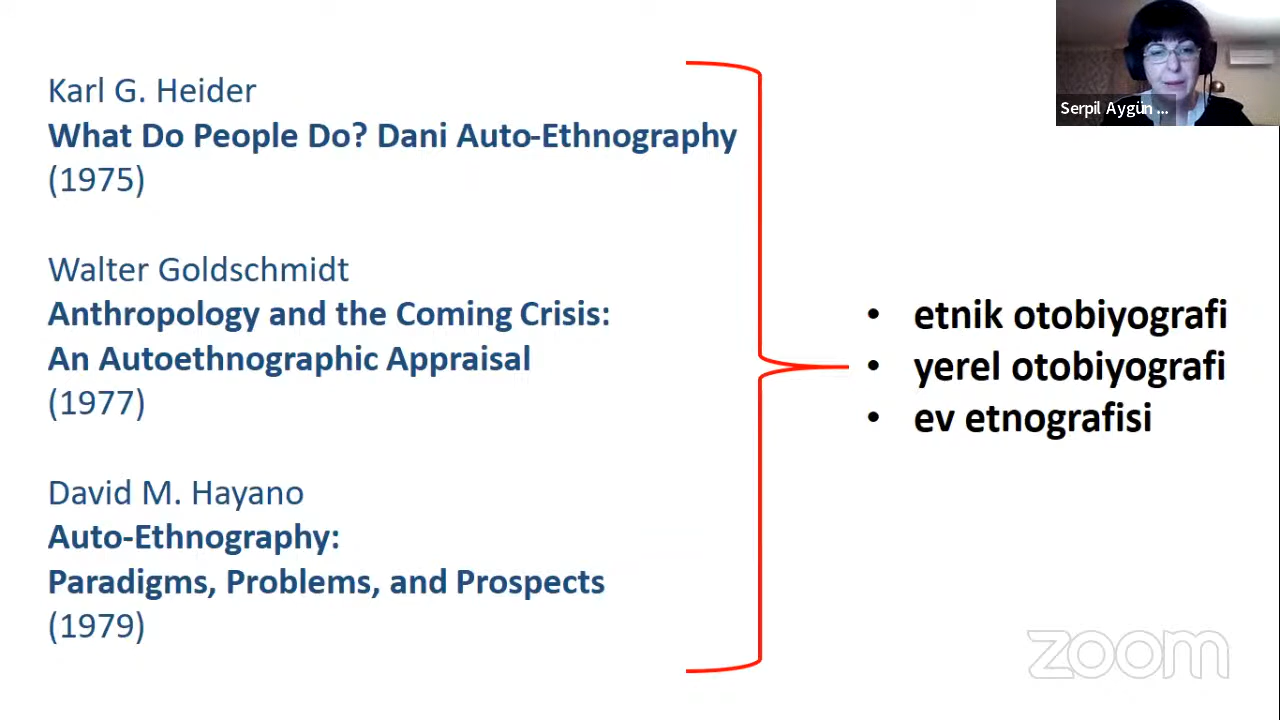 Karl G. Heider
What Do People Do? Dani Auto-Ethnography
(1975)
Walter Goldschmidt
Anthropology and the Coming Crisis:
An Autoethnographic Appraisal
(1977)
David M. Hayano
Auto-Ethnography:
Paradigms, Problems, and Prospects
(1979)
• etnik otobiyografi
• yerel otobiyografi
• ev etnografisi
Serpil Aygün ...
zoom